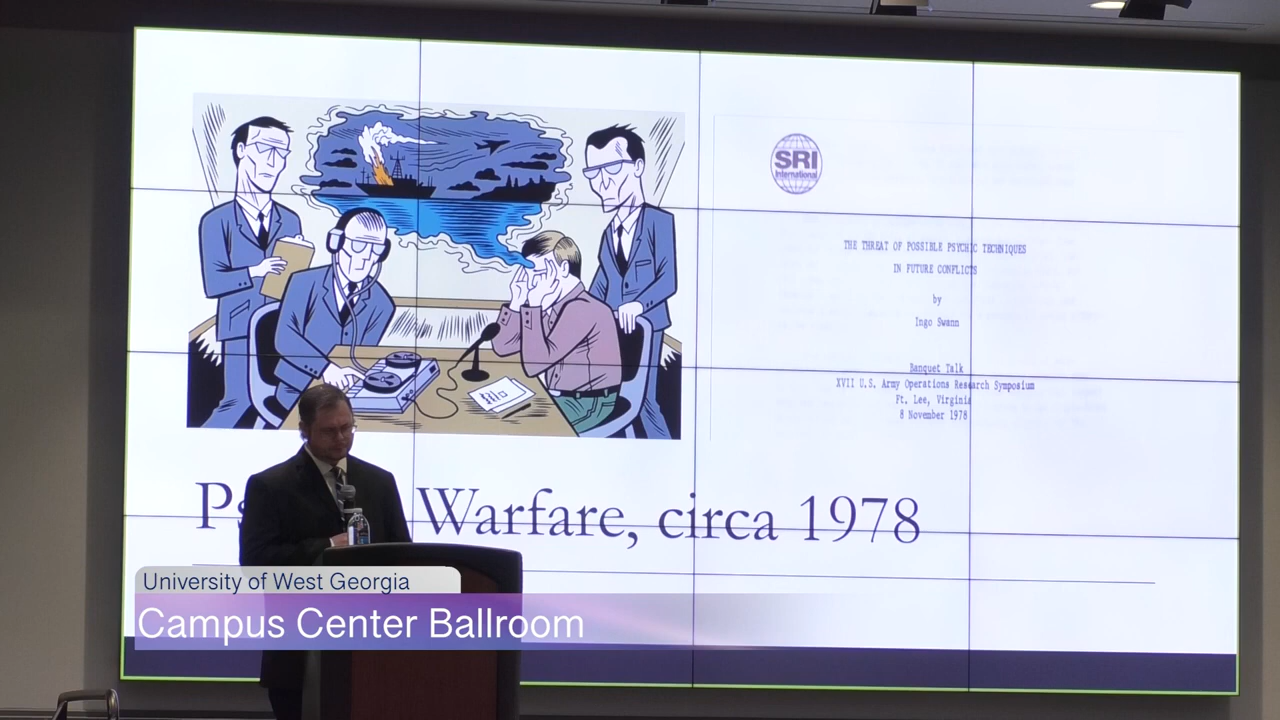 SRI
International
THE THREAT OF POSSIBLE PSYCHIC TECHNIQUES
IN FUTURE CONFLICTS
by
Ingo Swann
Banquet Talk
XVII U.S. Army Operations Research Symposium
Ft. Lee, Virginia
8 November 1978
Ps Warfare, circa 1978
University of West Georgia
Campus Center Ballroom